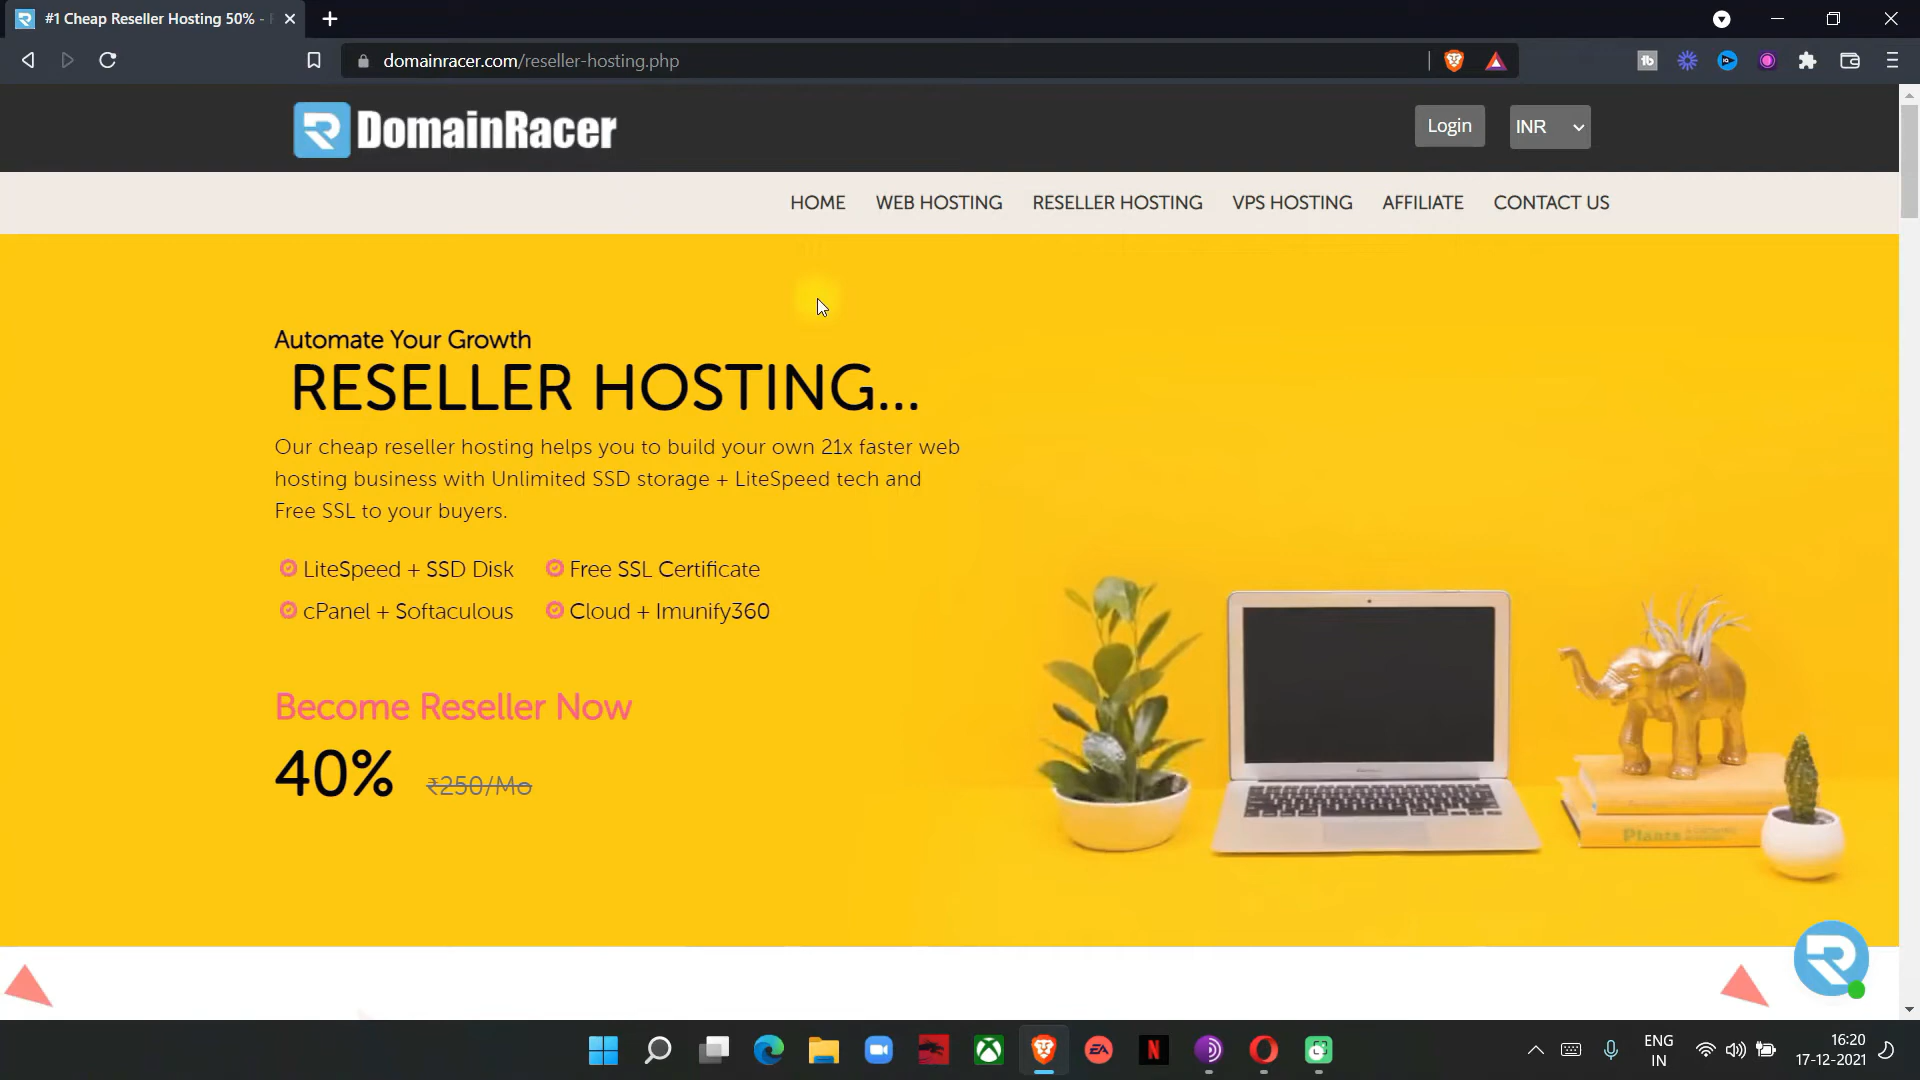 #1 Cheap Reseller Hosting 50% -
domainracer.com/reseller-hosting.php
DomainRacer
Login
INR
HOME
WEB HOSTING
RESELLER HOSTING
VPS HOSTING
AFFILIATE
CONTACT US
Automate Your Growth
RESELLER HOSTING...
Our cheap reseller hosting helps you to build your own 21x faster web
hosting business with Unlimited SSD storage + LiteSpeed tech and
Free SSL to your buyers.
LiteSpeed + SSD Disk
Free SSL Certificate
cPanel + Softaculous
Cloud + Imunify360
Become Reseller Now
40% ₹250/Mo
Plants
ENG
IN
16:20
17-12-2021